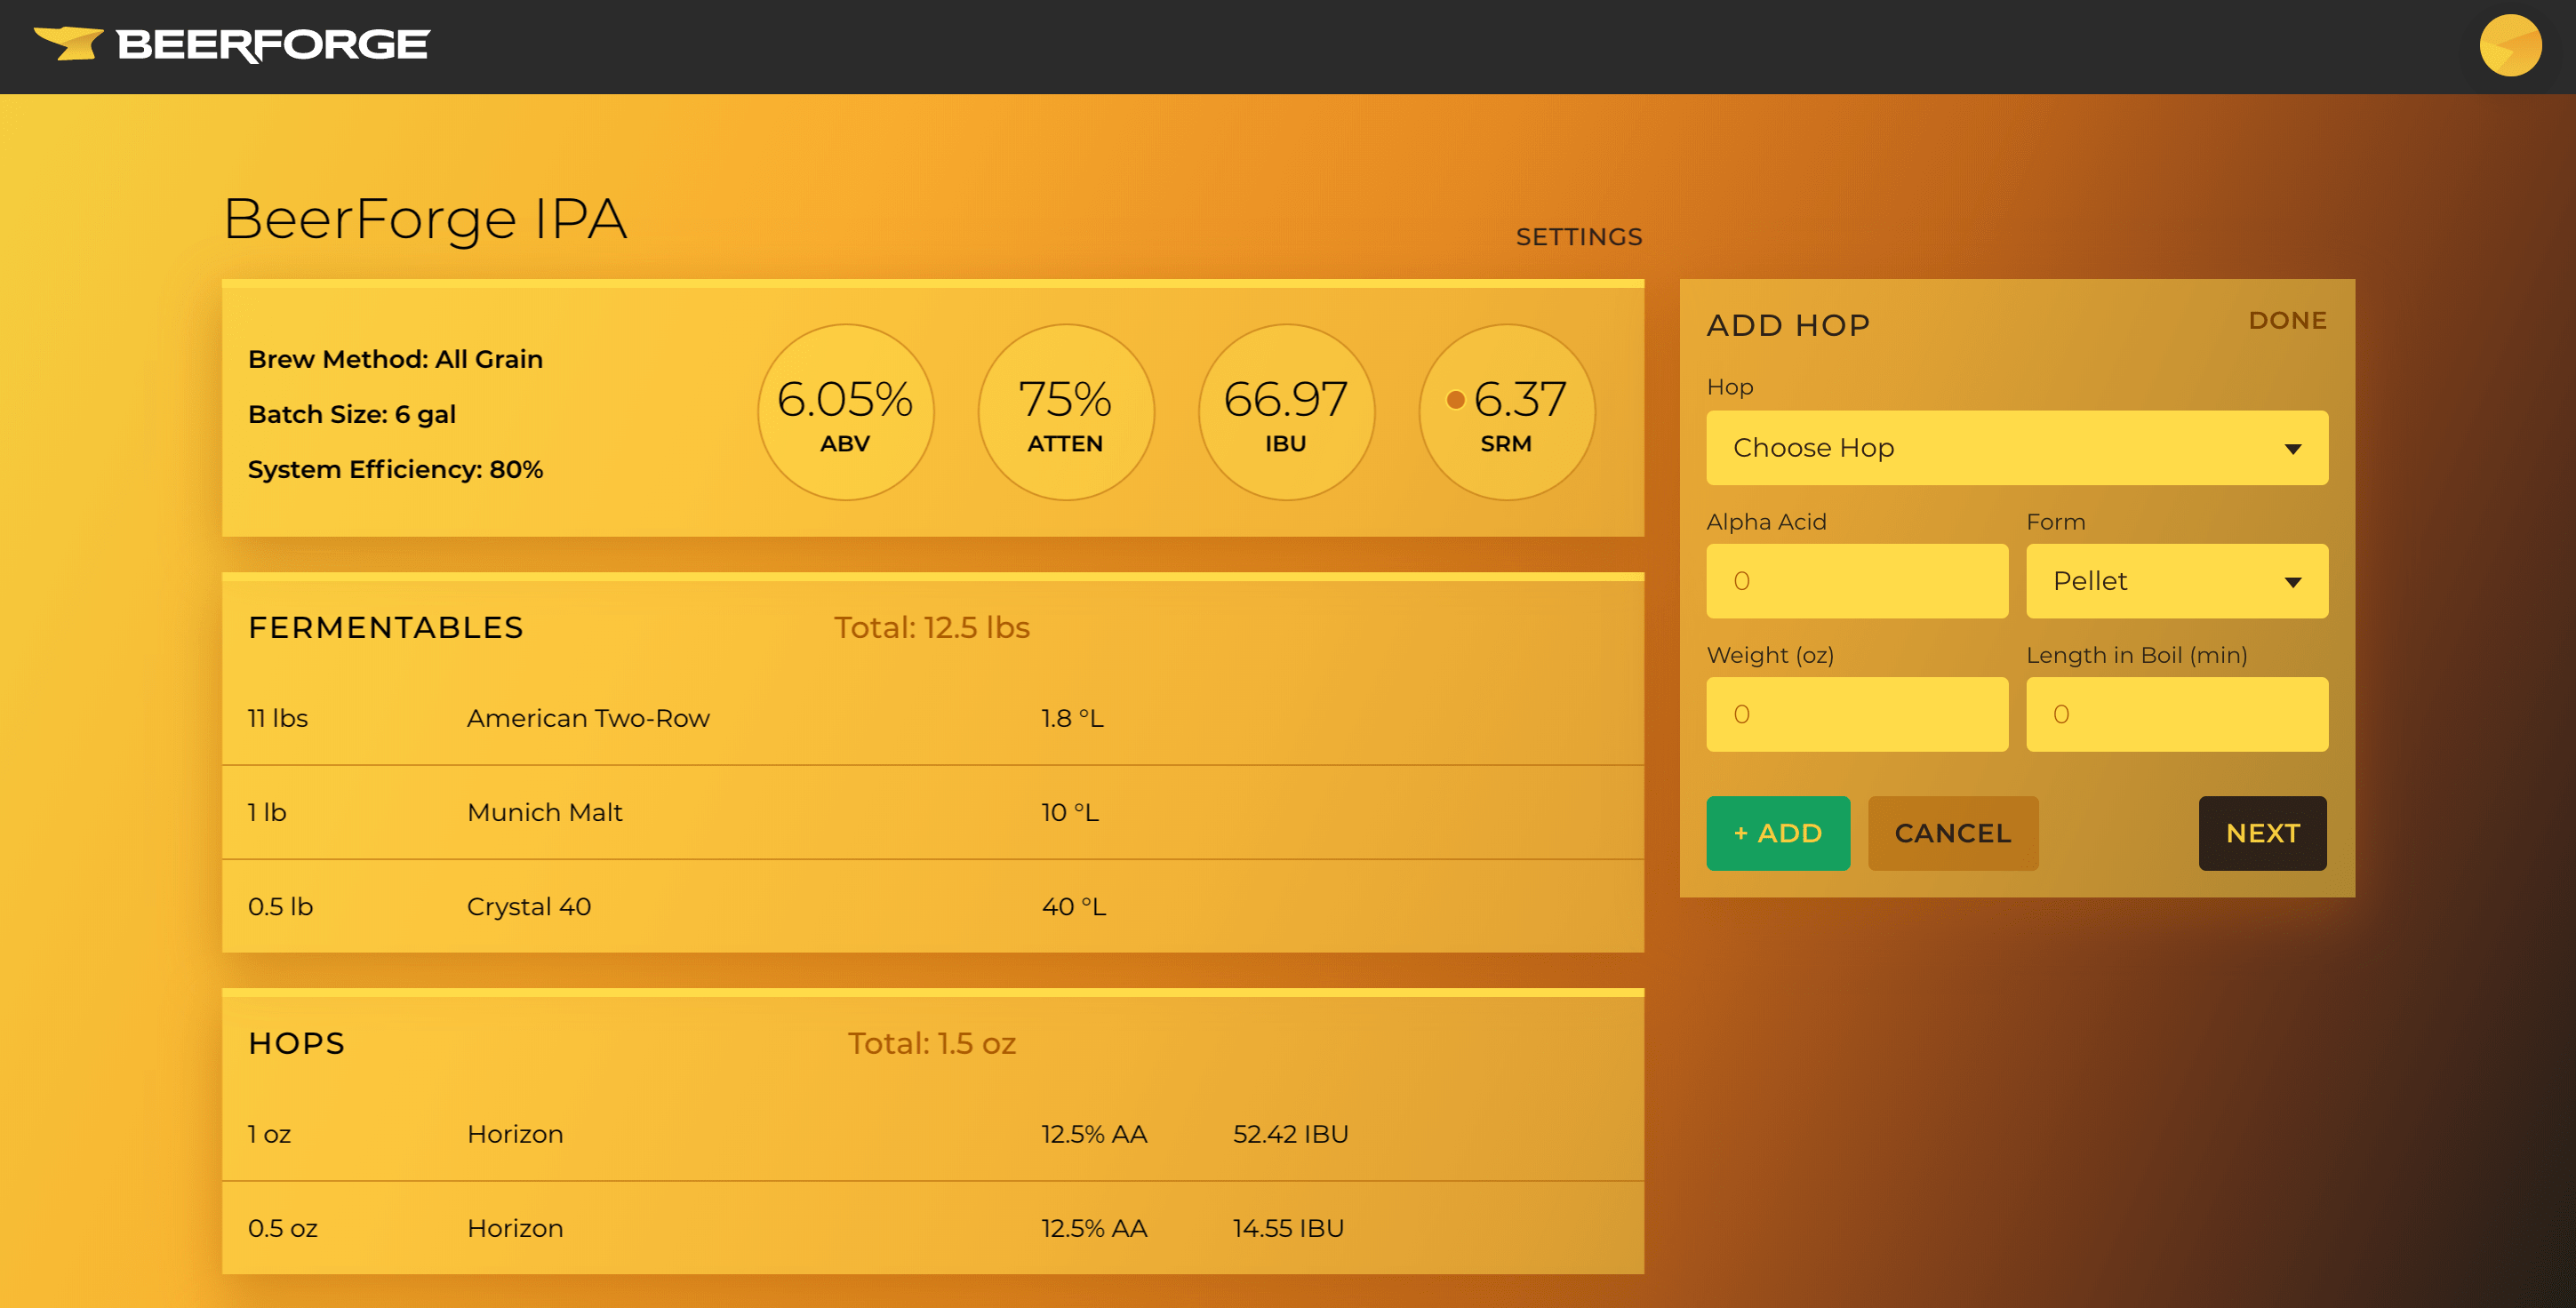 BEERFORGE
BeerForge IPA
SETTINGS
Brew Method: All Grain
Batch Size: 6 gal
System Efficiency: 80%
6.05%
ABV
75%
ATTEN
66.97
IBU
6.37
SRM
FERMENTABLES Total: 12.5 lbs
11 lbs American Two-Row 1.8 °L
1 lb Munich Malt 10 °L
0.5 lb Crystal 40 40 °L
HOPS Total: 1.5 oz
1 oz Horizon 12.5% AA 52.42 IBU
0.5 oz Horizon 12.5% AA 14.55 IBU
ADD HOP DONE
Hop
Choose Hop
Alpha Acid Form
0 Pellet
Weight (oz) Length in Boil (min)
0 0
+ ADD CANCEL NEXT